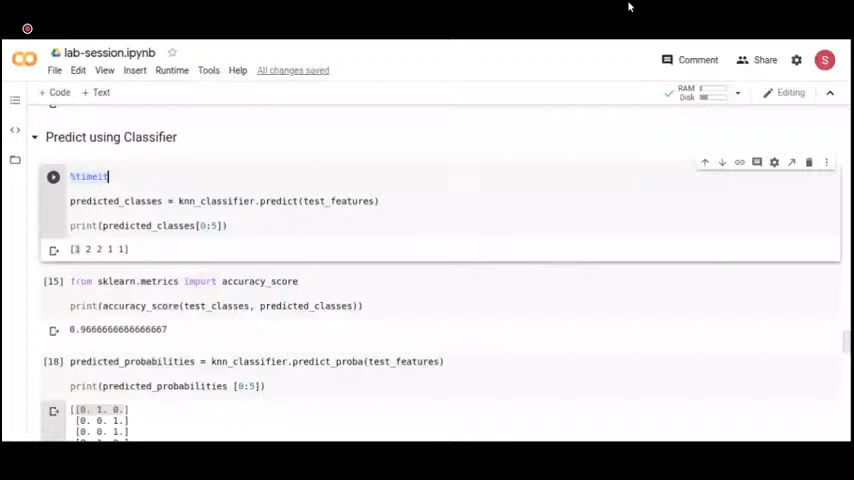 lab-session.ipynb
File Edit View Insert Runtime Tools Help All changes saved
Comment Share S
+ Code + Text
RAM
Disk
Editing
Predict using Classifier
%timeit
predicted_classes = knn_classifier.predict(test_features)
print(predicted_classes[0:5])
[1 2 2 1 1]
[15] from sklearn.metrics import accuracy_score
print(accuracy_score(test_classes, predicted_classes))
0.9666666666666667
[18] predicted_probabilities = knn_classifier.predict_proba(test_features)
print(predicted_probabilities [0:5])
[[0. 1. 0.]
[0. 0. 1.]
[0. 0. 1.]